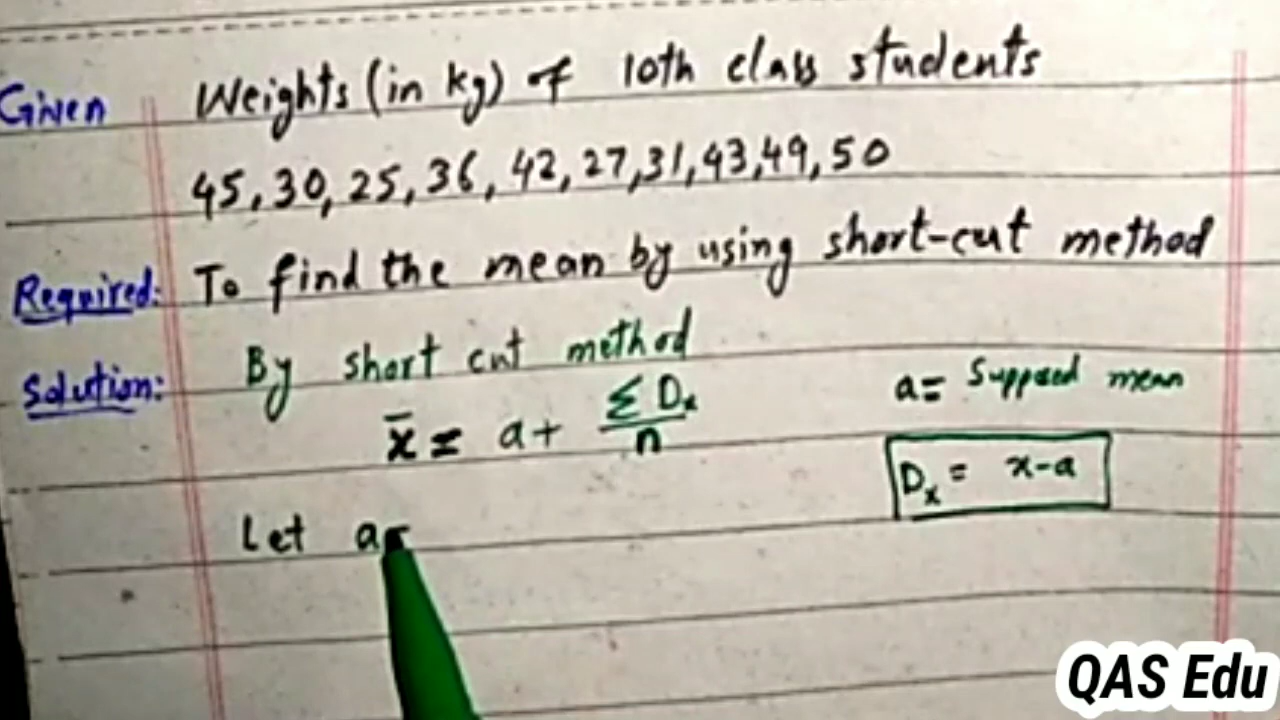 Given Weights (in kg) of 10th class students
45, 30, 25, 36, 42, 27, 31, 43, 49, 50
Required: To find the mean by using short-cut method
Solution: By short cut method
x̄ = a + ΣDₓ/n
a = Supposed mean
Dₓ = x-a
Let a=
QAS Edu